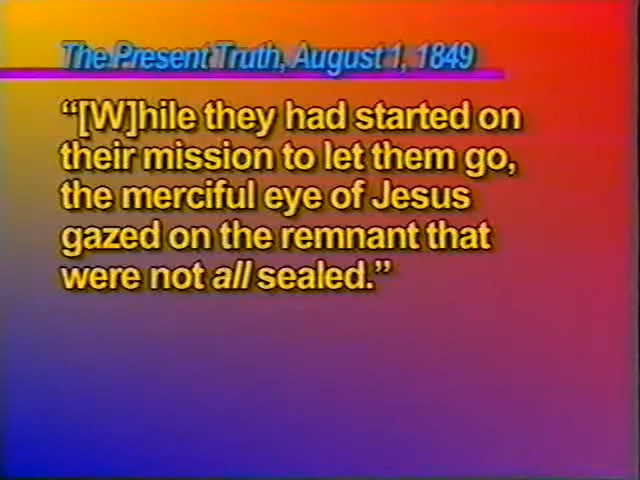 The Present Truth, August 1, 1849
“[W]hile they had started on
their mission to let them go,
the merciful eye of Jesus
gazed on the remnant that
were not all sealed.”